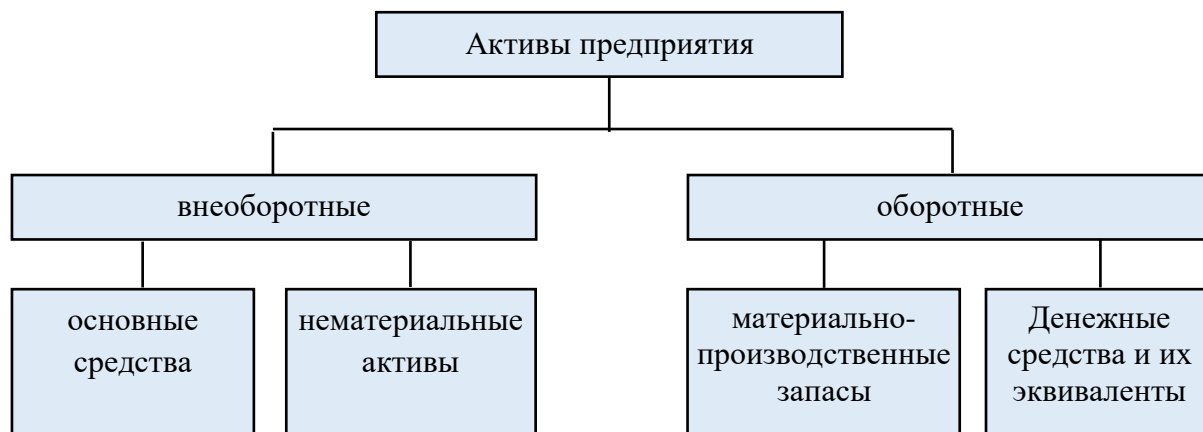 Активы предприятия
внеоборотные
оборотные
основные
средства
нематериальные
активы
материально-
производственные
запасы
Денежные
средства и их
эквиваленты